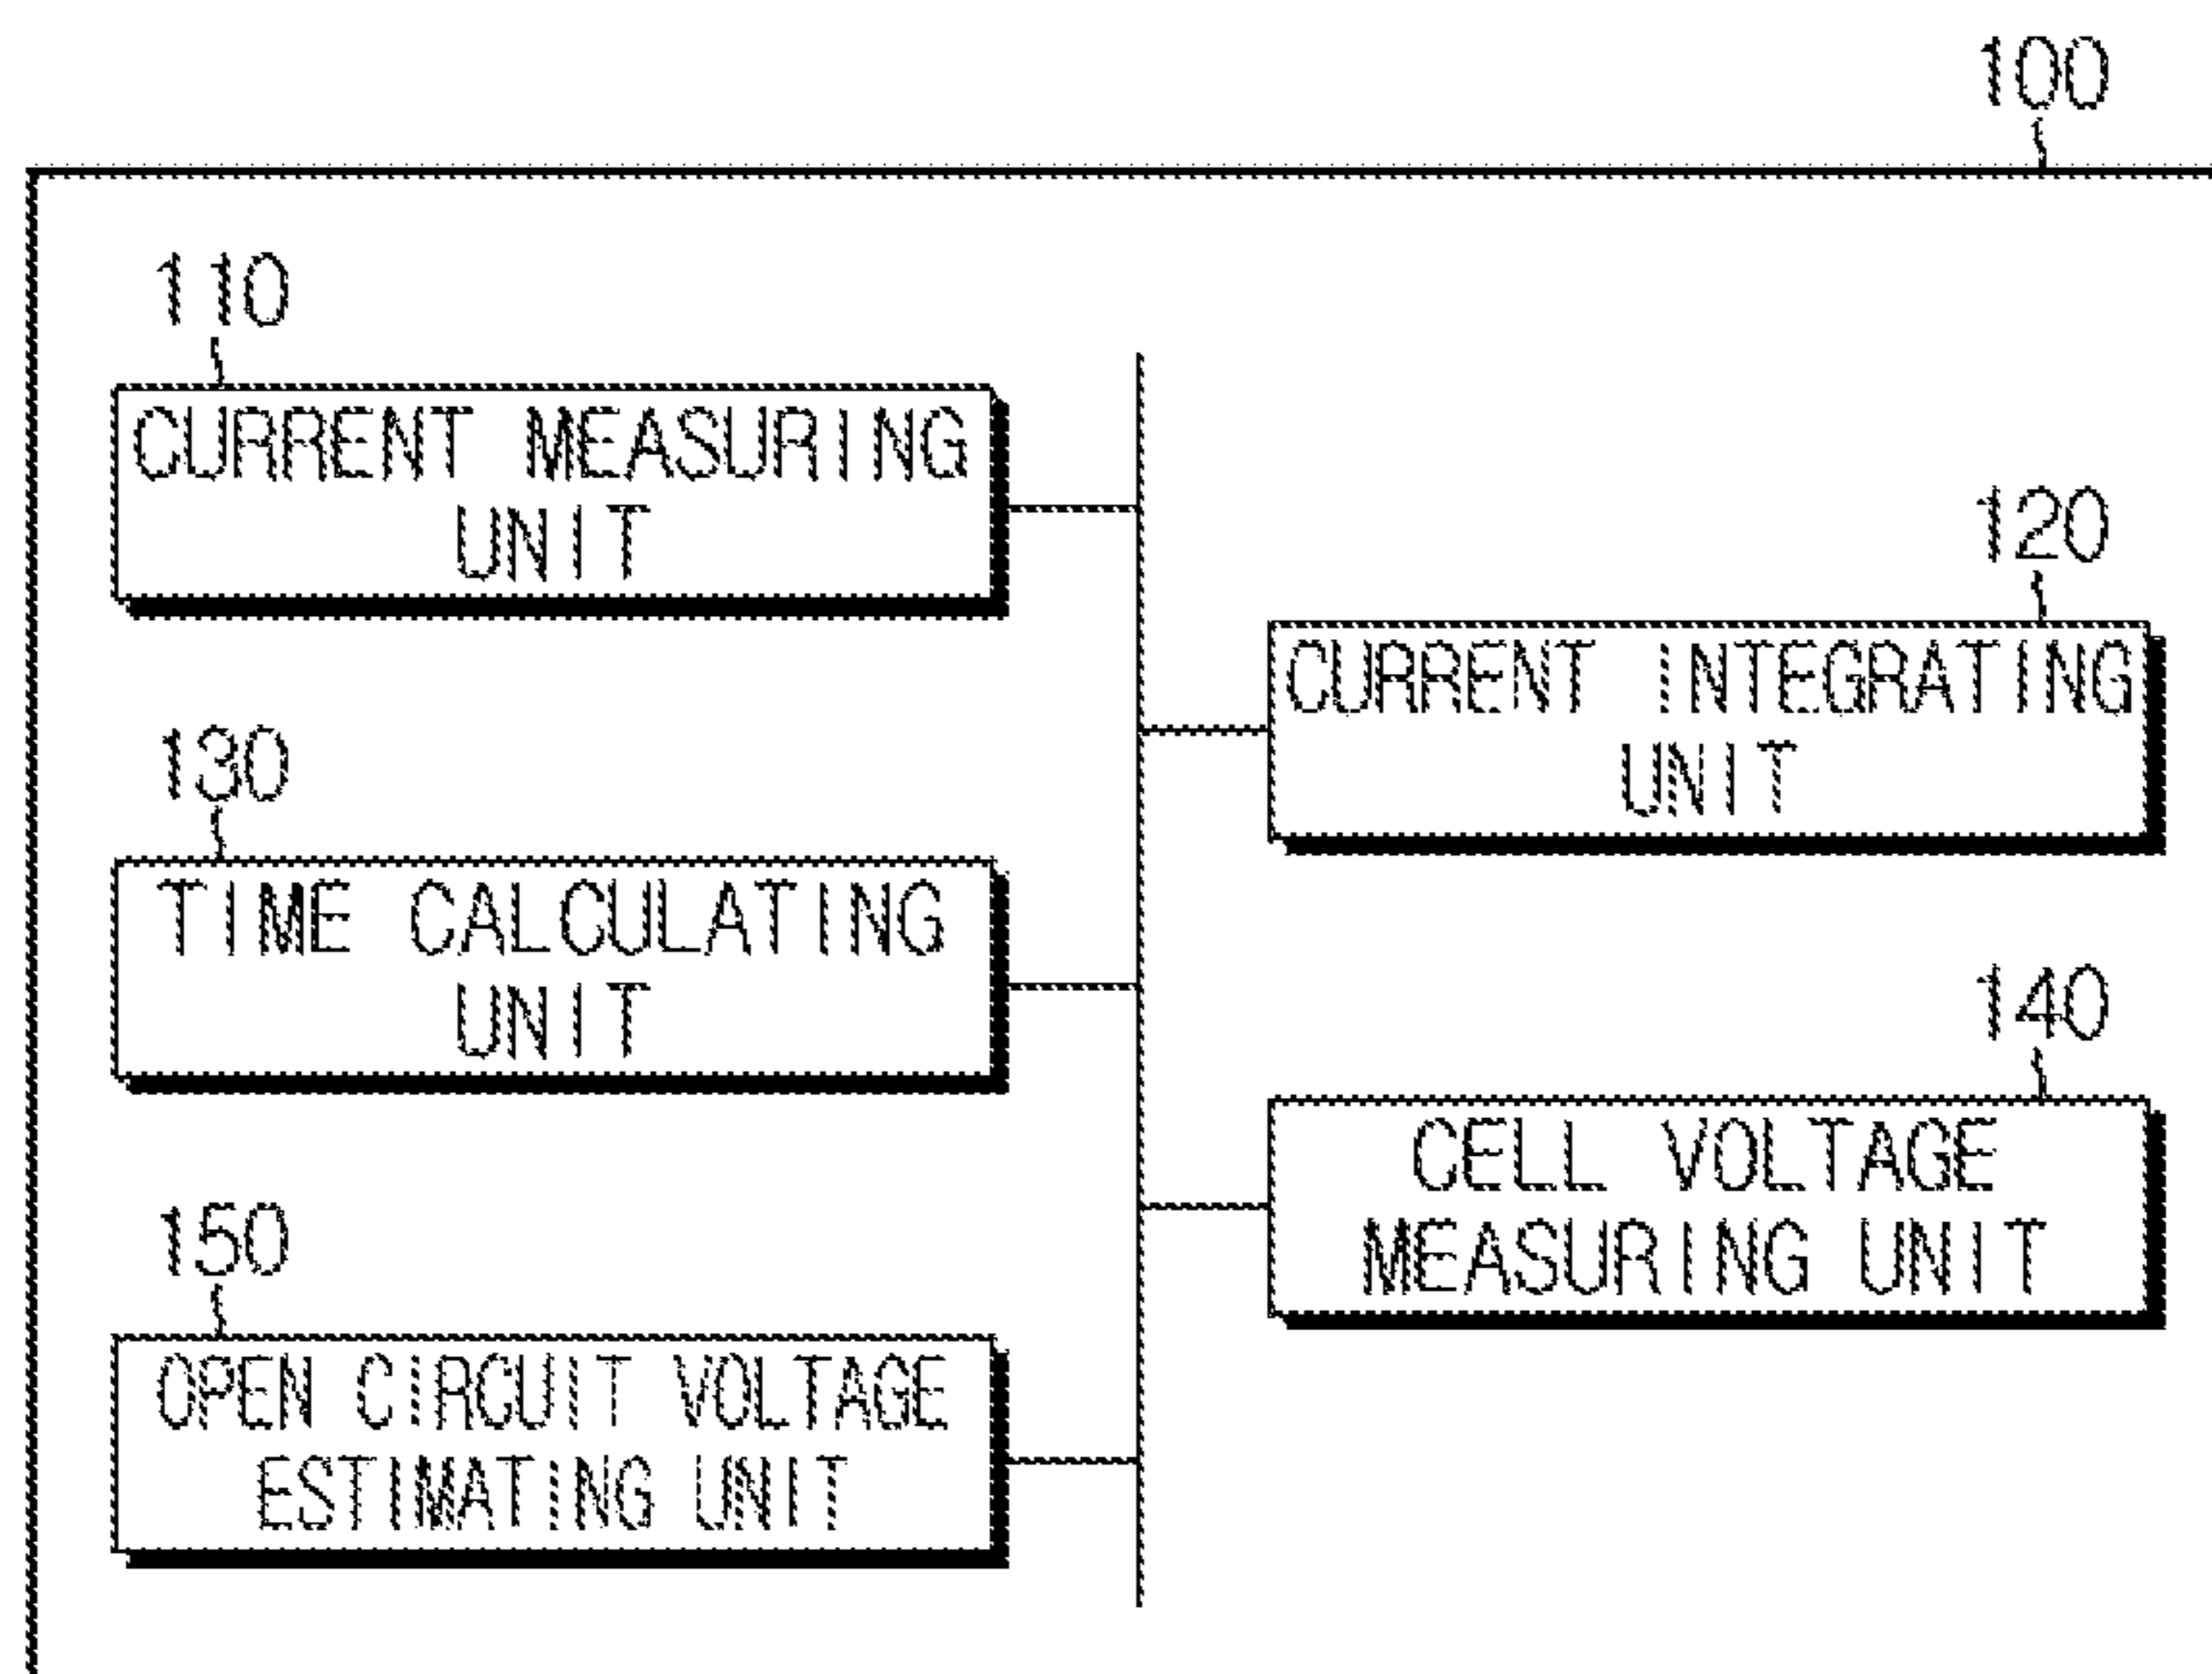 100
110
CURRENT MEASURING
UNIT
120
CURRENT INTEGRATING
UNIT
130
TIME CALCULATING
UNIT
140
CELL VOLTAGE
MEASURING UNIT
150
OPEN CIRCUIT VOLTAGE
ESTIMATING UNIT